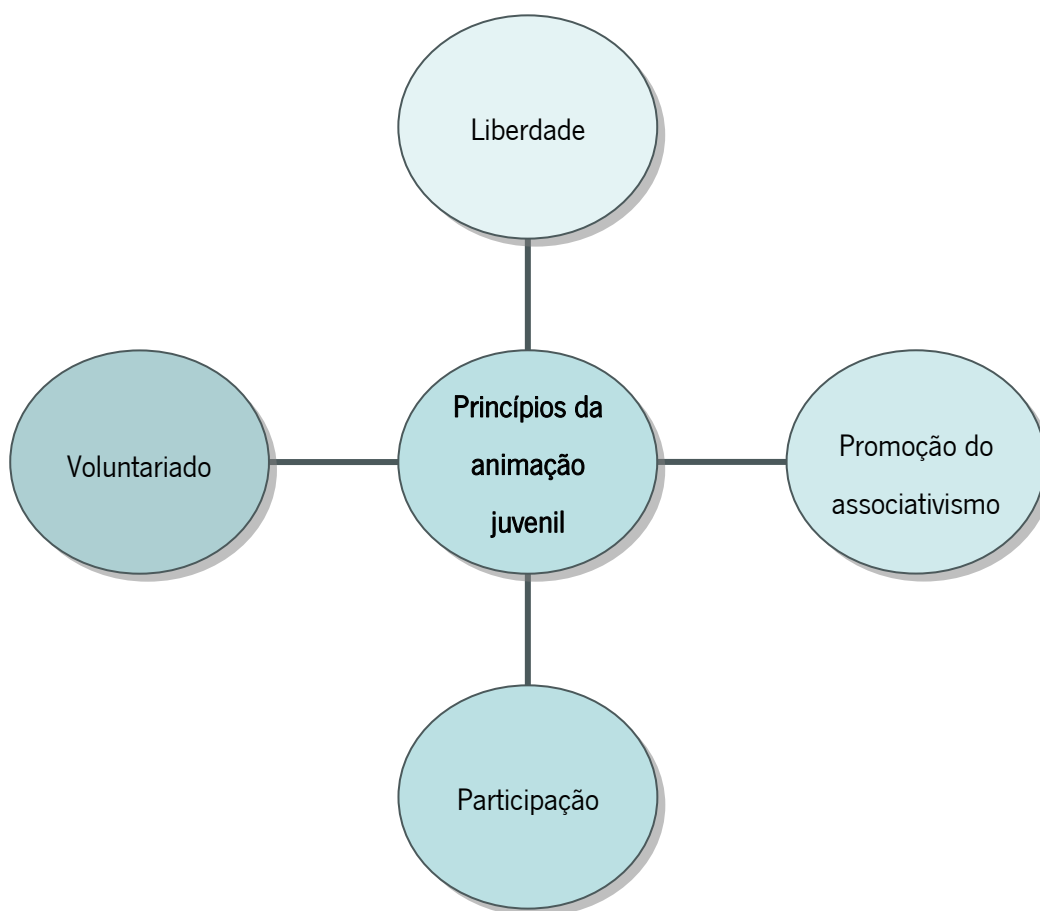 Liberdade
Voluntariado
Princípios da
animação
juvenil
Promoção do
associativismo
Participação